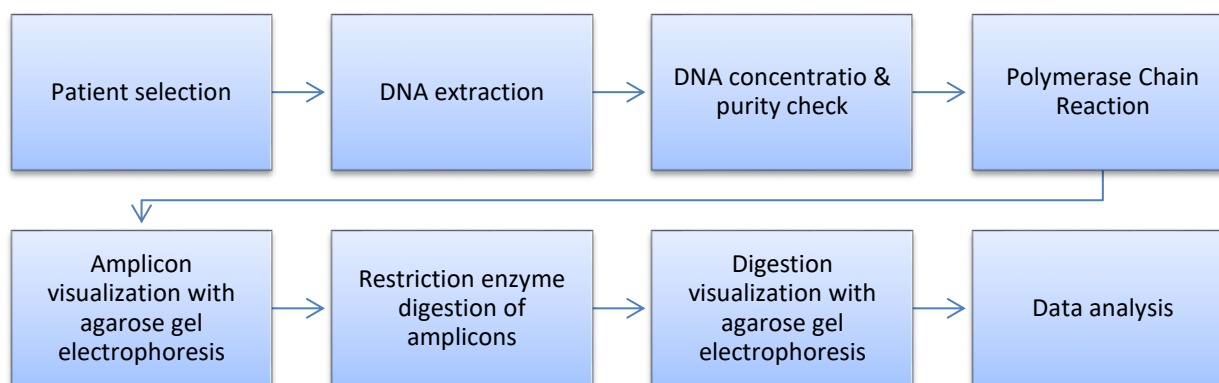 Patient selection
DNA extraction
DNA concentratio &
purity check
Polymerase Chain
Reaction
Amplicon
visualization with
agarose gel
electrophoresis
Restriction enzyme
digestion of
amplicons
Digestion
visualization with
agarose gel
electrophoresis
Data analysis